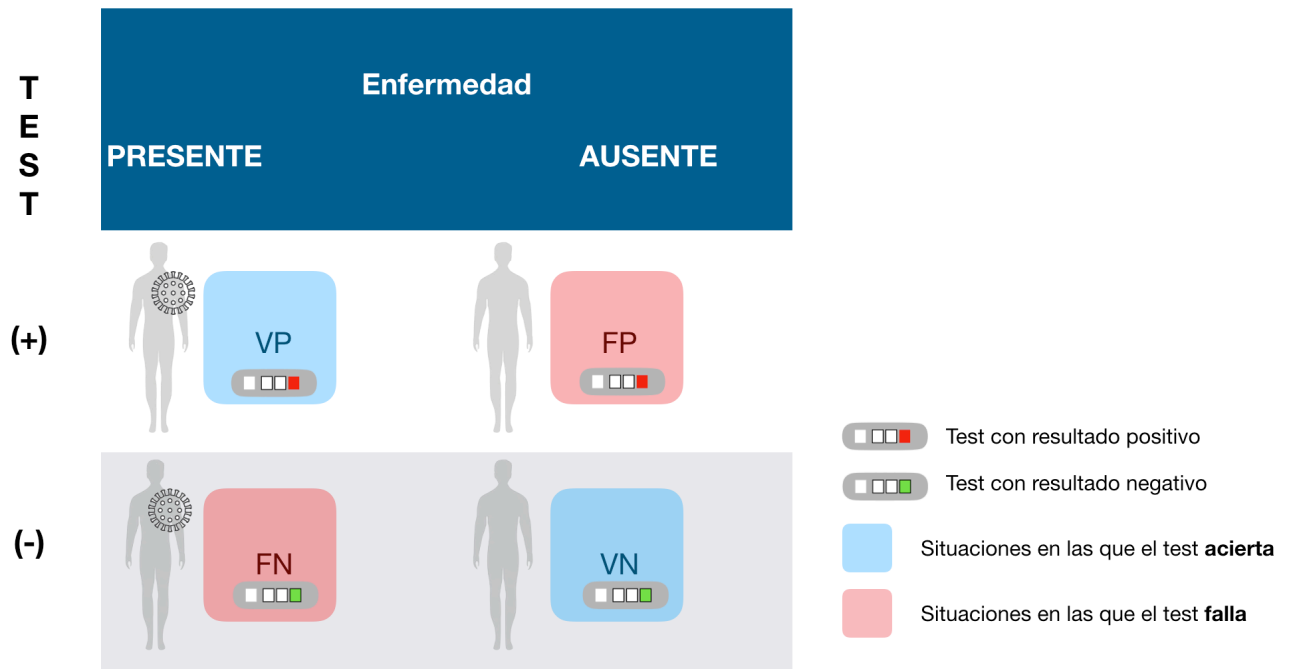 Enfermedad
T
E
S
T
PRESENTE AUSENTE
(+)
VP
FP
(-)
FN
VN
Test con resultado positivo
Test con resultado negativo
Situaciones en las que el test acierta
Situaciones en las que el test falla